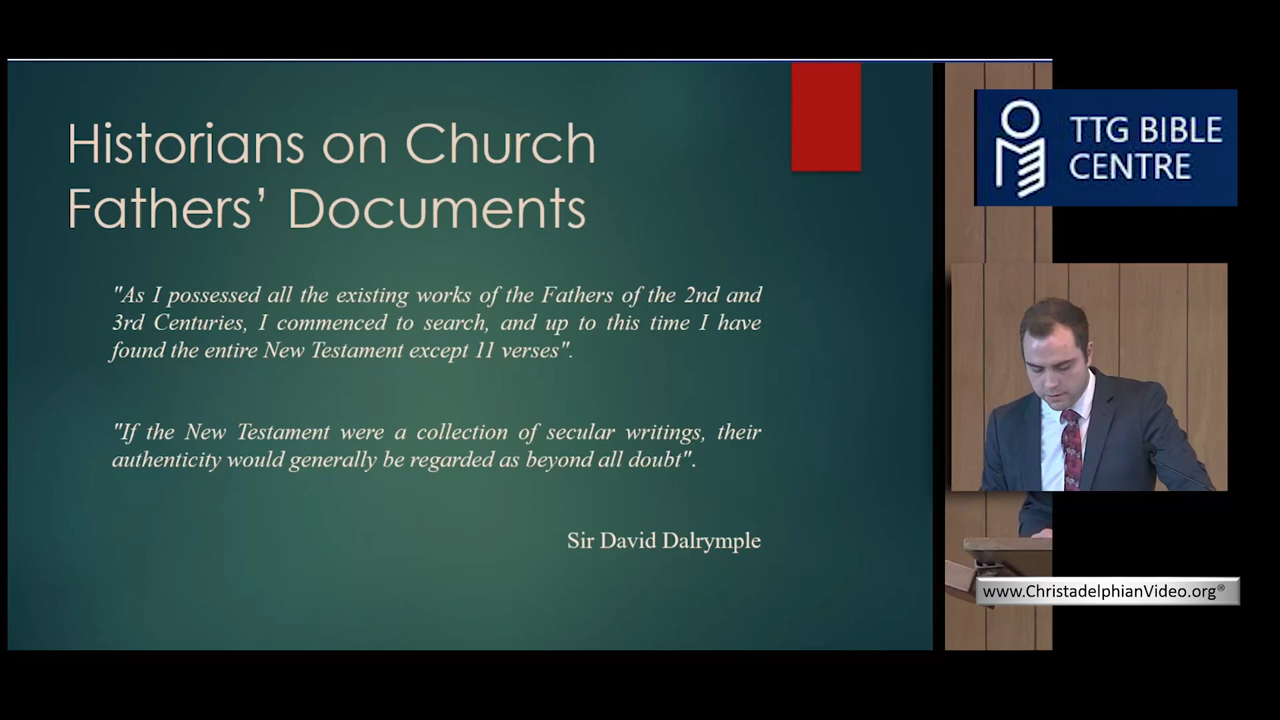 Historians on Church
Fathers’ Documents
"As I possessed all the existing works of the Fathers of the 2nd and
3rd Centuries, I commenced to search, and up to this time I have
found the entire New Testament except 11 verses".
"If the New Testament were a collection of secular writings, their
authenticity would generally be regarded as beyond all doubt".
Sir David Dalrymple
TTG BIBLE
CENTRE
www.ChristadelphianVideo.org®